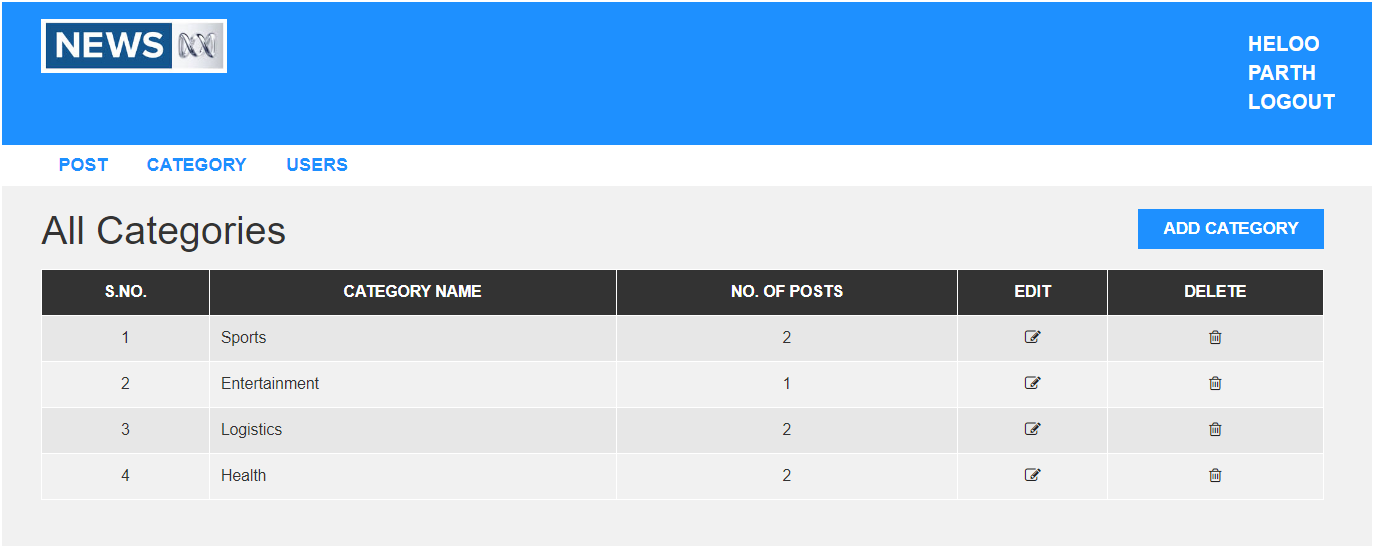 NEWS
HELOO
PARTH
LOGOUT
POST CATEGORY USERS
All Categories
ADD CATEGORY
S.NO. CATEGORY NAME NO. OF POSTS EDIT DELETE
1 Sports 2
2 Entertainment 1
3 Logistics 2
4 Health 2